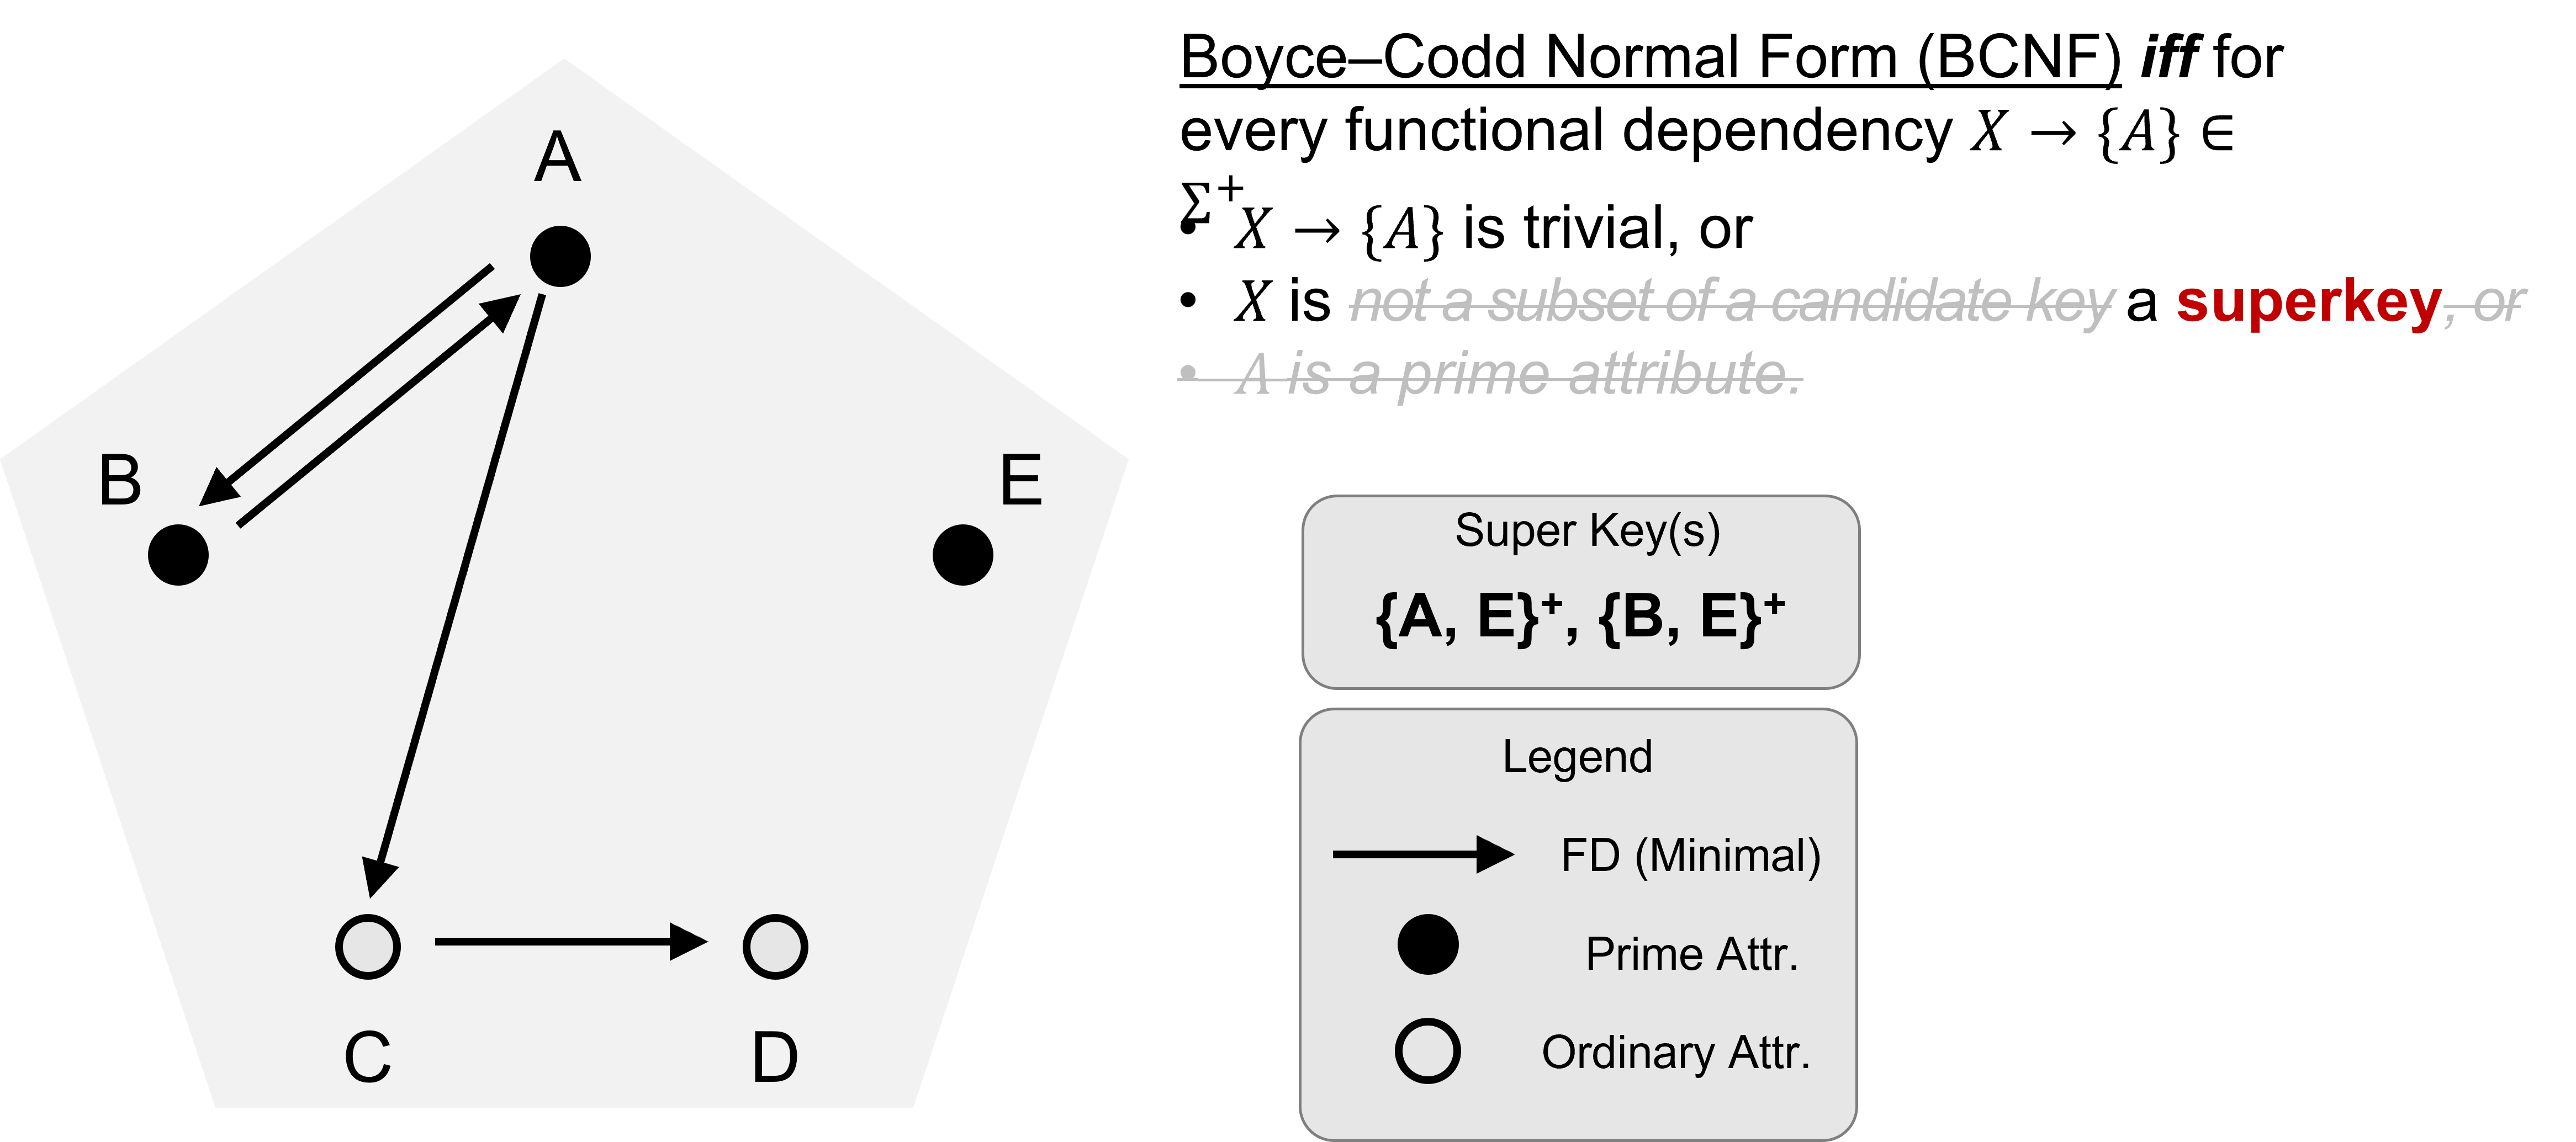 Boyce–Codd Normal Form (BCNF) iff for
every functional dependency X → {A} ∈
Σ⁺
• X → {A} is trivial, or
• X is not a subset of a candidate key a superkey, or
• A is a prime attribute.
A
B
E
C
D
Super Key(s)
{A, E}⁺, {B, E}⁺
Legend
FD (Minimal)
Prime Attr.
Ordinary Attr.